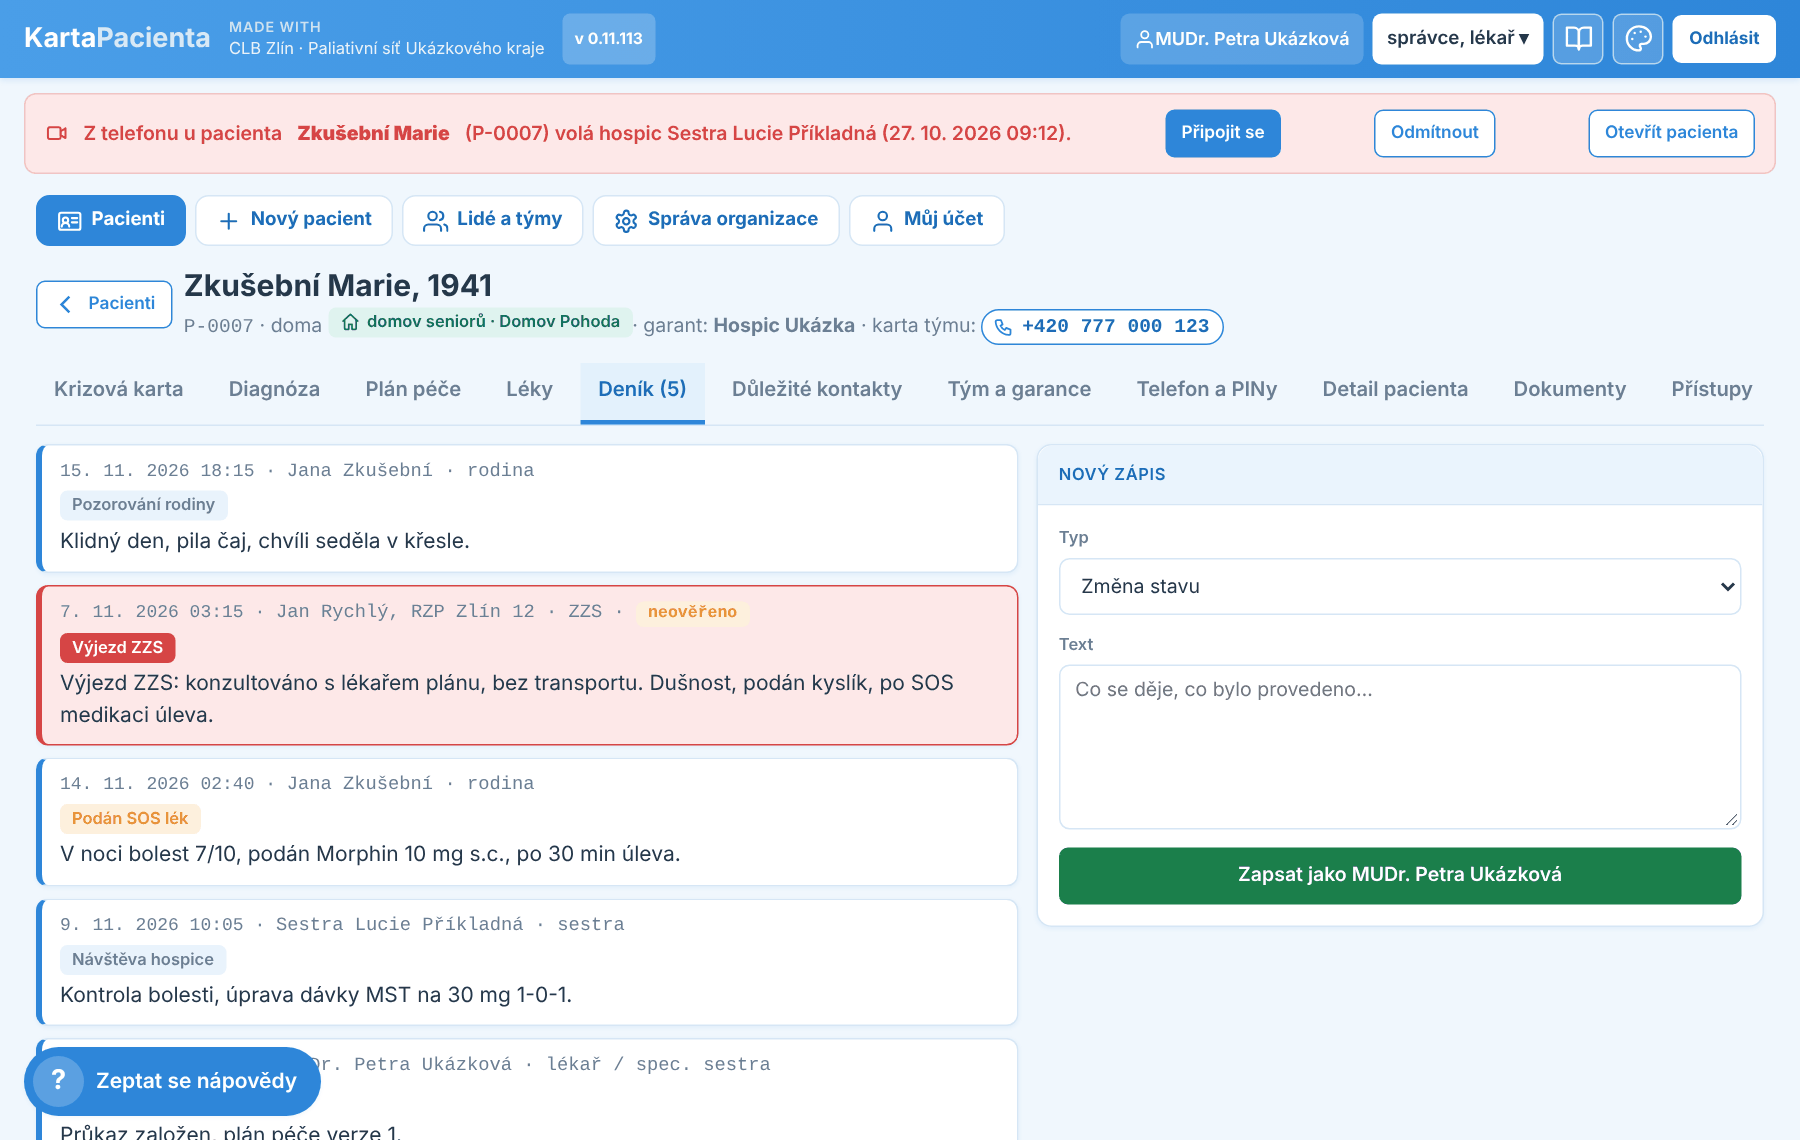 KartaPacienta
MADE WITH
CLB Zlín · Paliativní síť Ukázkového kraje
v 0.11.113
MUDr. Petra Ukázková
správce, lékař ▾
Odhlásit
Z telefonu u pacienta Zkušební Marie (P-0007) volá hospic Sestra Lucie Příkladná (27. 10. 2026 09:12).
Připojit se
Odmítnout
Otevřít pacienta
Pacienti
Nový pacient
Lidé a týmy
Správa organizace
Můj účet
Pacienti
Zkušební Marie, 1941
P-0007 · doma domov seniorů · Domov Pohoda · garant: Hospic Ukázka · karta týmu: +420 777 000 123
Krizová karta
Diagnóza
Plán péče
Léky
Deník (5)
Důležité kontakty
Tým a garance
Telefon a PINy
Detail pacienta
Dokumenty
Přístupy
15. 11. 2026 18:15 · Jana Zkušební · rodina
Pozorování rodiny
Klidný den, pila čaj, chvíli seděla v křesle.
7. 11. 2026 03:15 · Jan Rychlý, RZP Zlín 12 · ZZS · neověřeno
Výjezd ZZS
Výjezd ZZS: konzultováno s lékařem plánu, bez transportu. Dušnost, podán kyslík, po SOS
medikaci úleva.
14. 11. 2026 02:40 · Jana Zkušební · rodina
Podán SOS lék
V noci bolest 7/10, podán Morphin 10 mg s.c., po 30 min úleva.
9. 11. 2026 10:05 · Sestra Lucie Příkladná · sestra
Návštěva hospice
Kontrola bolesti, úprava dávky MST na 30 mg 1-0-1.
Petra Ukázková · lékař / spec. sestra
Průkaz založen, plán péče verze 1.
NOVÝ ZÁPIS
Typ
Změna stavu
Text
Co se děje, co bylo provedeno...
Zapsat jako MUDr. Petra Ukázková
? Zeptat se nápovědy